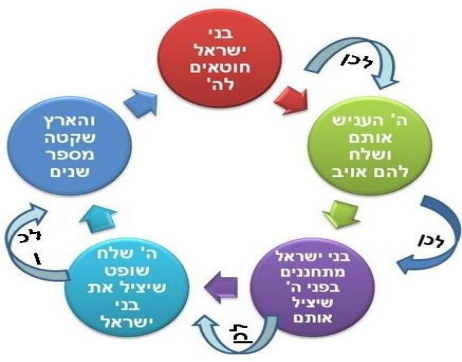 בני
ישראל
חוטאים
לה'
לכן
ה' העניש
אותם
ושלח
להם אויב
לכן
בני ישראל
מתחננים
בפני ה'
שיציל
אותם
לכן
ה' שלח
שופט
שיציל את
בני
ישראל
לכ
ן
והארץ
שקטה
מספר
שנים